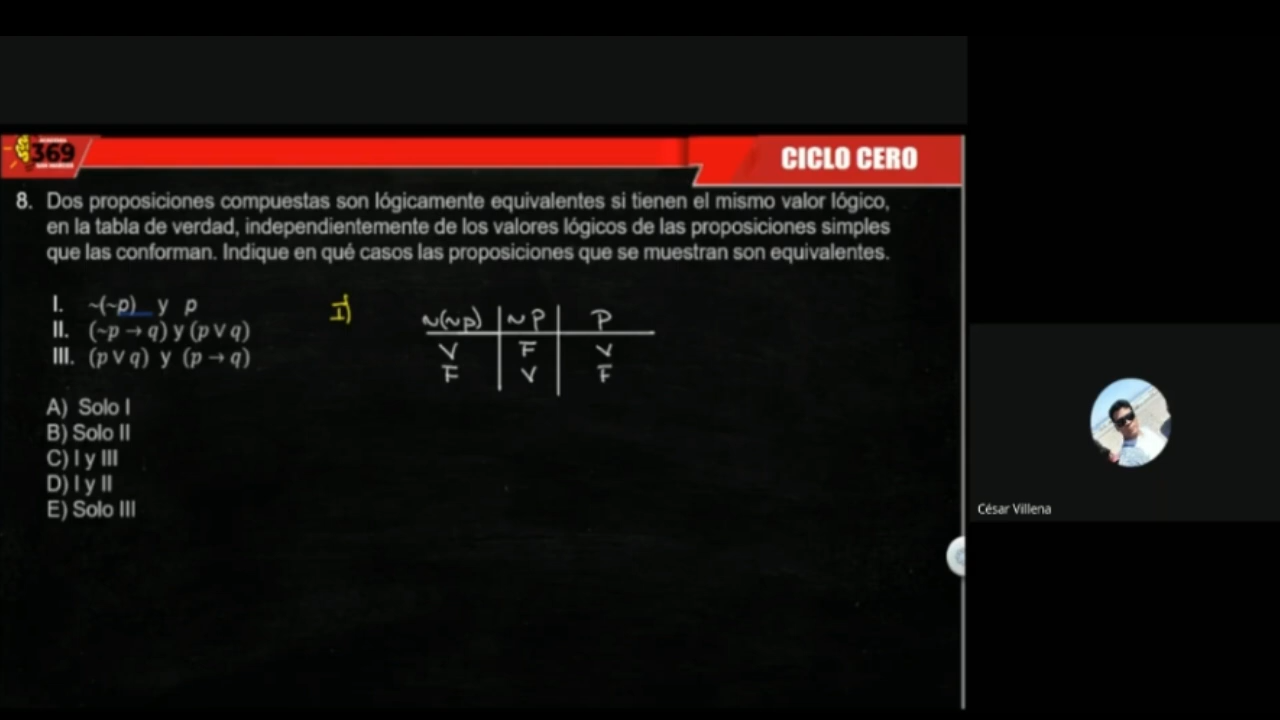 369
CICLO CERO
8. Dos proposiciones compuestas son lógicamente equivalentes si tienen el mismo valor lógico,
en la tabla de verdad, independientemente de los valores lógicos de las proposiciones simples
que las conforman. Indique en qué casos las proposiciones que se muestran son equivalentes.
I. ~(~p) y p
II. (~p → q) y (p ∨ q)
III. (p ∨ q) y (p → q)
A) Solo I
B) Solo II
C) I y III
D) I y II
E) Solo III
I)
~(~p) ~p P
V F V
F V F
César Villena